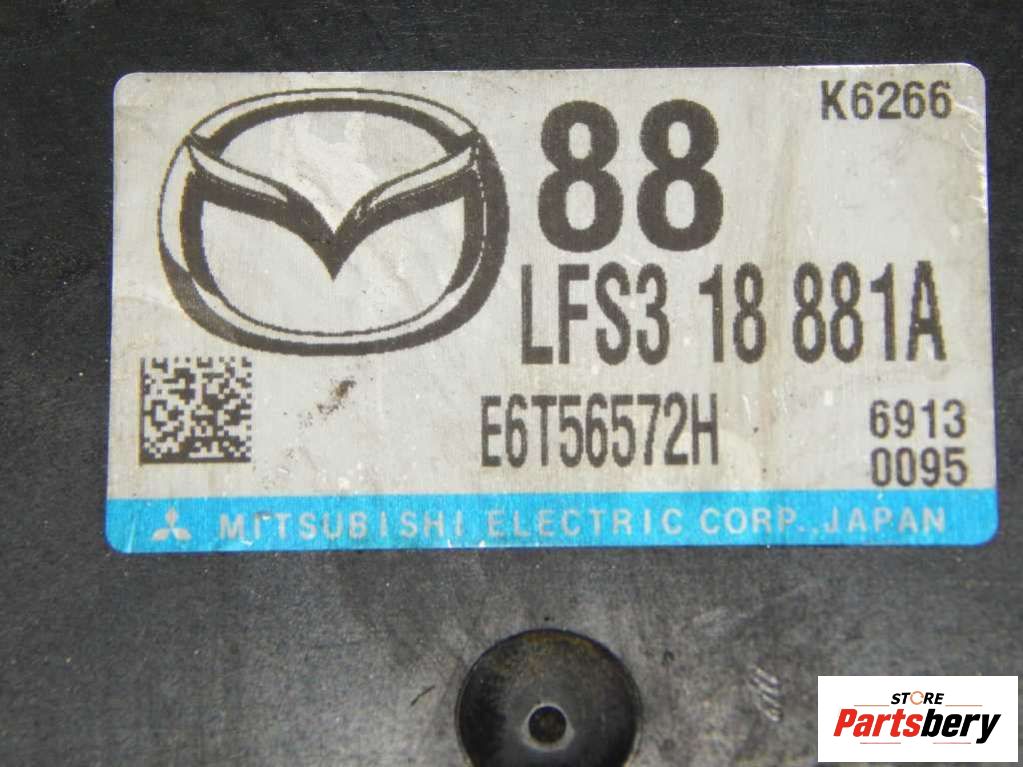 K6266
88
LFS3 18 881A
E6T56572H
6913
0095
MITSUBISHI ELECTRIC CORP., JAPAN
STORE
Partsbery